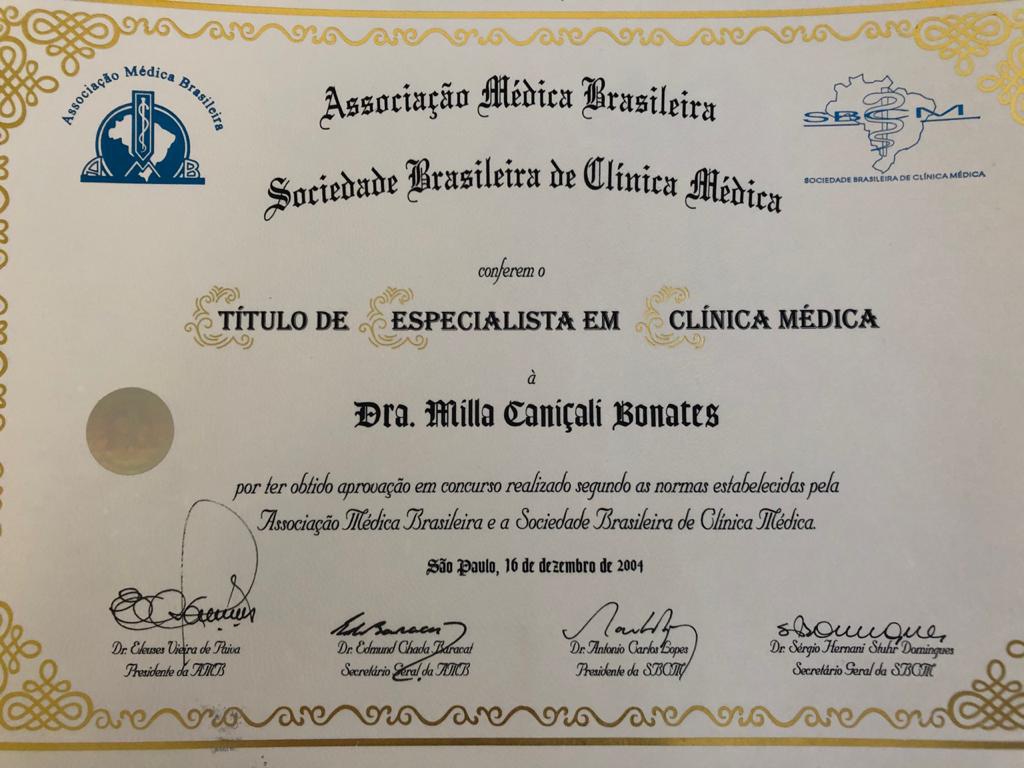 Associação Médica Brasileira
AB
SBCM
SOCIEDADE BRASILEIRA DE CLÍNICA MÉDICA
Associação Médica Brasileira
Sociedade Brasileira de Clínica Médica
conferem o
TÍTULO DE ESPECIALISTA EM CLÍNICA MÉDICA
à
Dra. Milla Caniçali Bonates
por ter obtido aprovação em concurso realizado segundo as normas estabelecidas pela
Associação Médica Brasileira e a Sociedade Brasileira de Clínica Médica.
São Paulo, 16 de dezembro de 2004
Dr. Eleuses Vieira de Paiva
Presidente da AMB
Dr. Edmund Chada Baracat
Secretário Geral da AMB
Dr. Antonio Carlos Lopes
Presidente da SBCM
Dr. Sérgio Hernani Stuhr Domingues
Secretário Geral da SBCM